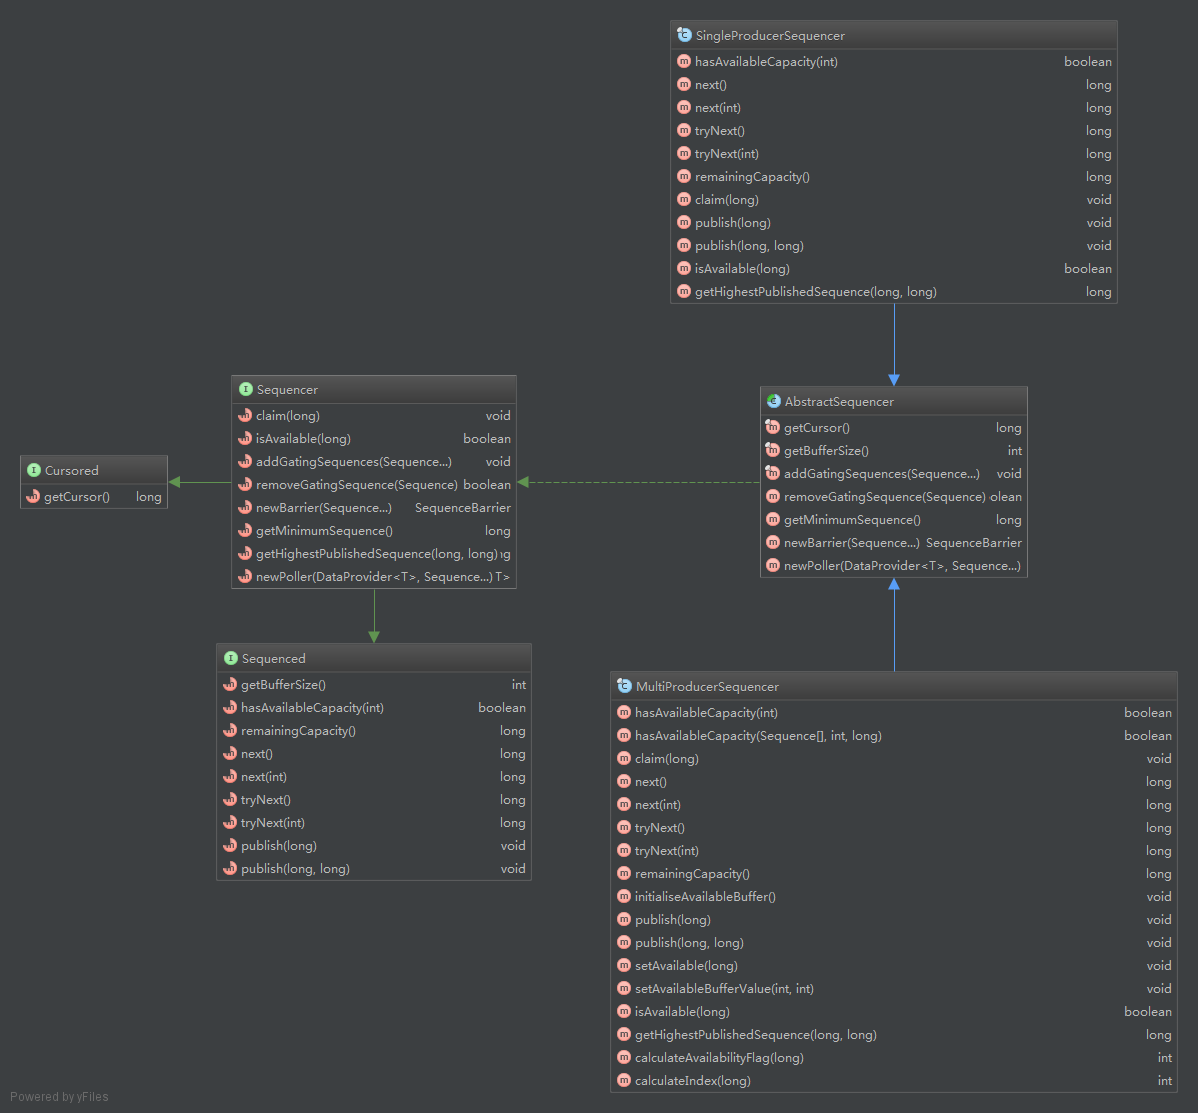 SingleProducerSequencer
hasAvailableCapacity(int) boolean
next() long
next(int) long
tryNext() long
tryNext(int) long
remainingCapacity() long
claim(long) void
publish(long) void
publish(long, long) void
isAvailable(long) boolean
getHighestPublishedSequence(long, long) long
Sequencer
claim(long) void
isAvailable(long) boolean
addGatingSequences(Sequence...) void
removeGatingSequence(Sequence) boolean
newBarrier(Sequence...) SequenceBarrier
getMinimumSequence() long
getHighestPublishedSequence(long, long)
newPoller(DataProvider<T>, Sequence...) T>
AbstractSequencer
getCursor() long
getBufferSize() int
addGatingSequences(Sequence...) void
removeGatingSequence(Sequence) olean
getMinimumSequence() long
newBarrier(Sequence...) SequenceBarrier
newPoller(DataProvider<T>, Sequence...)
Cursored
getCursor() long
Sequenced
getBufferSize() int
hasAvailableCapacity(int) boolean
remainingCapacity() long
next() long
next(int) long
tryNext() long
tryNext(int) long
publish(long) void
publish(long, long) void
MultiProducerSequencer
hasAvailableCapacity(int) boolean
hasAvailableCapacity(Sequence[], int, long) boolean
claim(long) void
next() long
next(int) long
tryNext() long
tryNext(int) long
remainingCapacity() long
initialiseAvailableBuffer() void
publish(long) void
publish(long, long) void
setAvailable(long) void
setAvailableBufferValue(int, int) void
isAvailable(long) boolean
getHighestPublishedSequence(long, long) long
calculateAvailabilityFlag(long) int
calculateIndex(long) int
Powered by yFiles